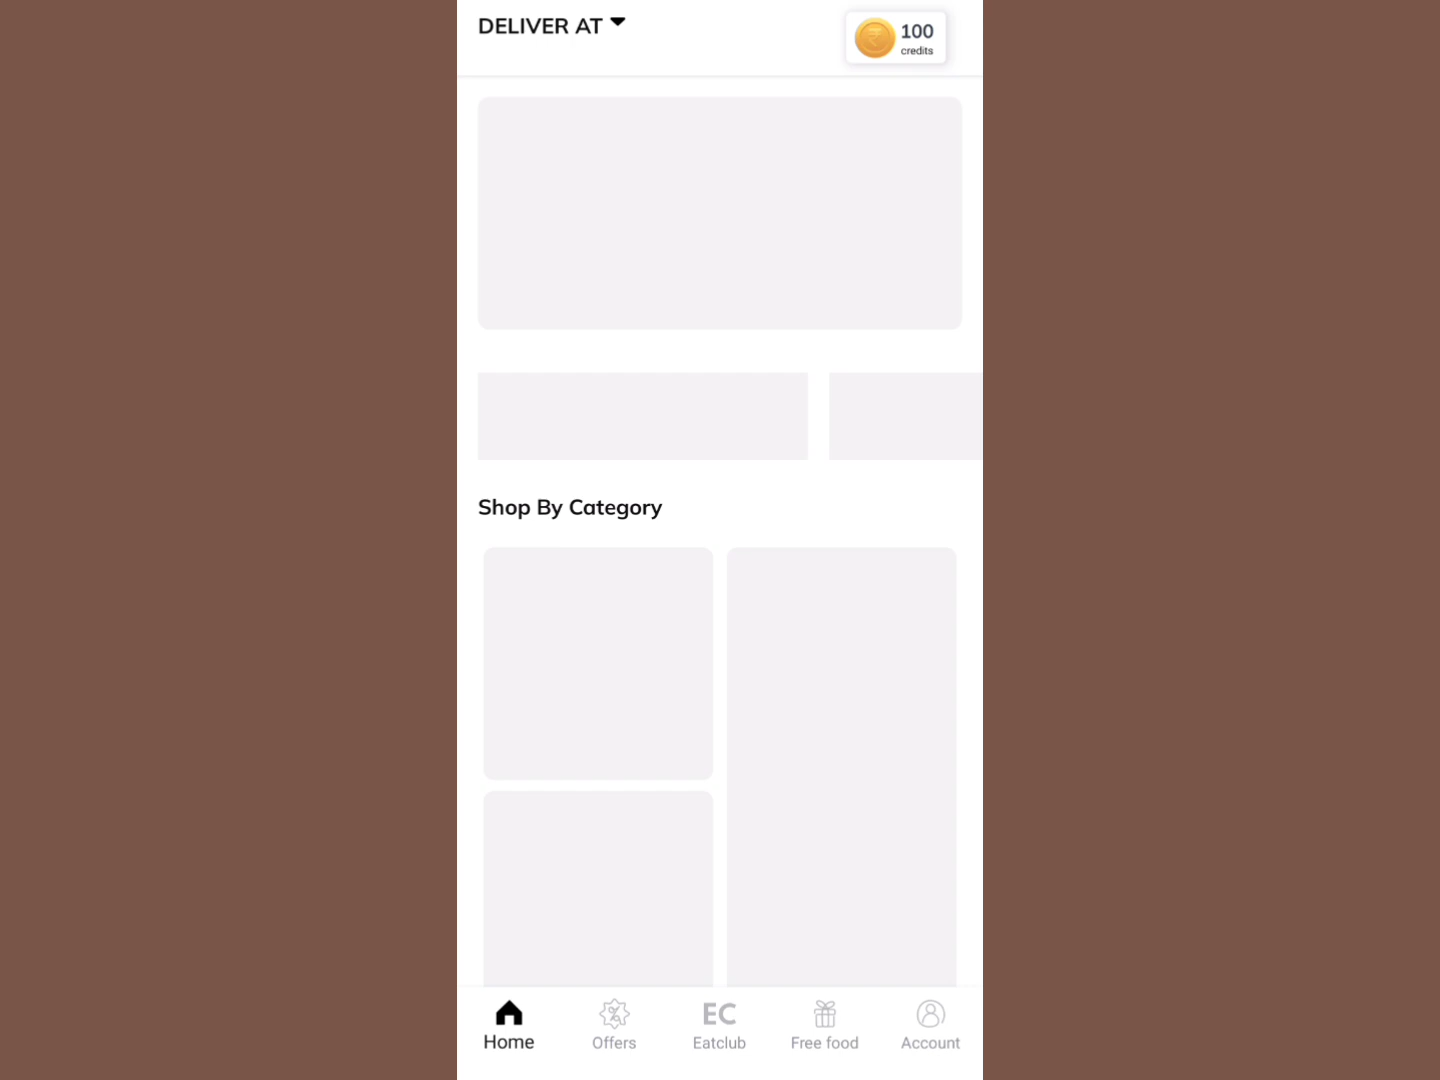 DELIVER AT
100
credits
Shop By Category
EC
Home
Offers
Eatclub
Free food
Account